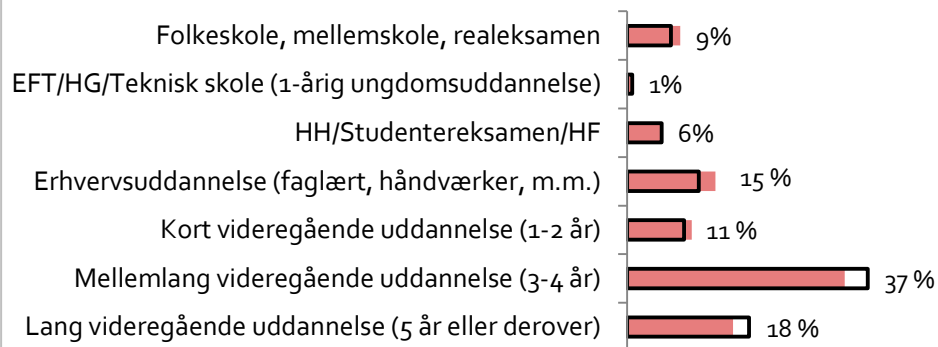 Folkeskole, mellemskole, realeksamen 9%
EFT/HG/Teknisk skole (1-årig ungdomsuddannelse) 1%
HH/Studentereksamen/HF 6%
Erhvervsuddannelse (faglært, håndværker, m.m.) 15 %
Kort videregående uddannelse (1-2 år) 11 %
Mellemlang videregående uddannelse (3-4 år) 37 %
Lang videregående uddannelse (5 år eller derover) 18 %